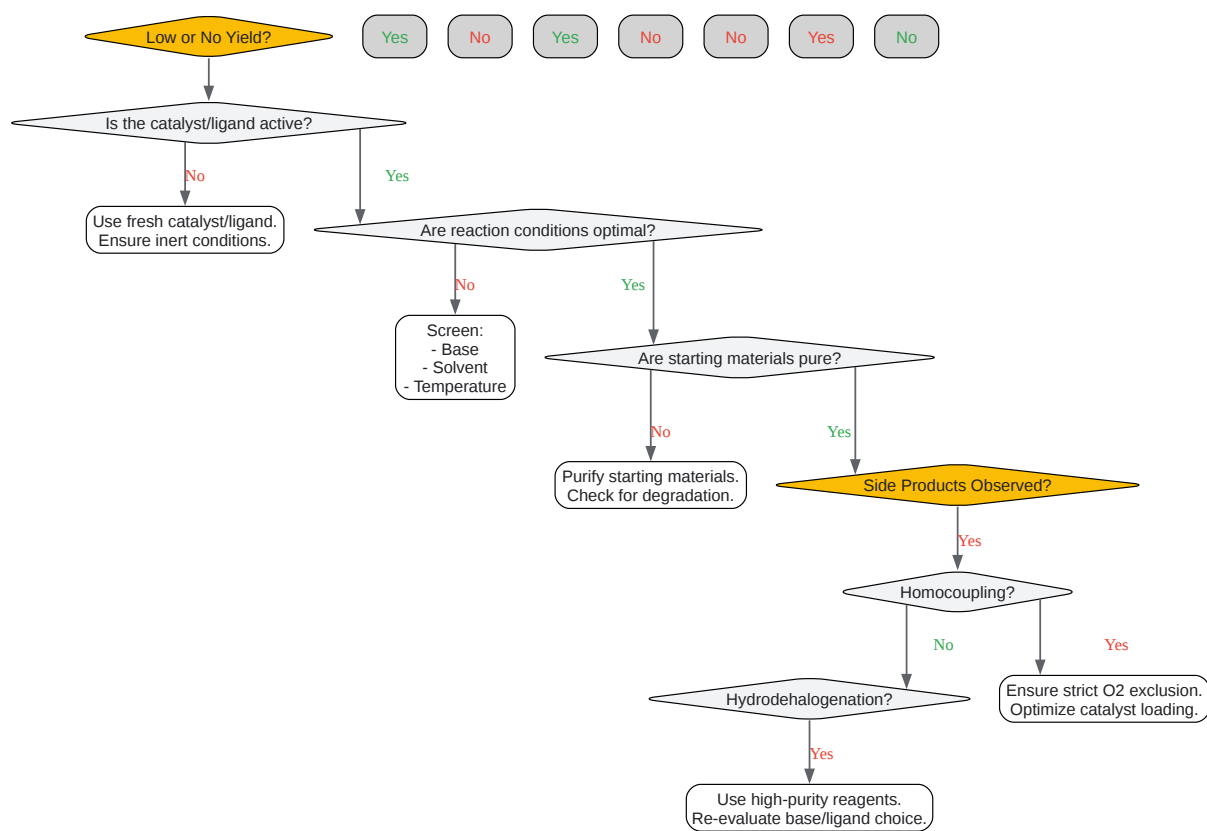 Low or No Yield?
Yes
No
Yes
No
No
Yes
No
Is the catalyst/ligand active?
No
Yes
Use fresh catalyst/ligand.
Ensure inert conditions.
Are reaction conditions optimal?
No
Yes
Screen:
- Base
- Solvent
- Temperature
Are starting materials pure?
No
Yes
Purify starting materials.
Check for degradation.
Side Products Observed?
Yes
Homocoupling?
No
Yes
Ensure strict O2 exclusion.
Optimize catalyst loading.
Hydrodehalogenation?
Yes
Use high-purity reagents.
Re-evaluate base/ligand choice.